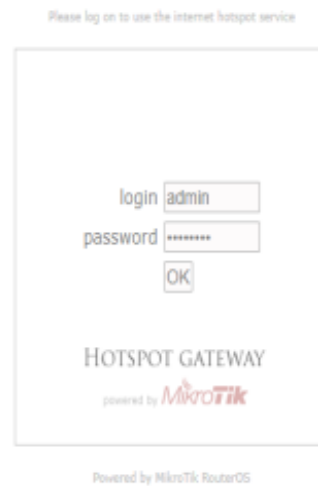 Please log on to use the internet hotspot service
login admin
password ••••••••
OK
HOTSPOT GATEWAY
powered by MikroTik
Powered by MikroTik RouterOS